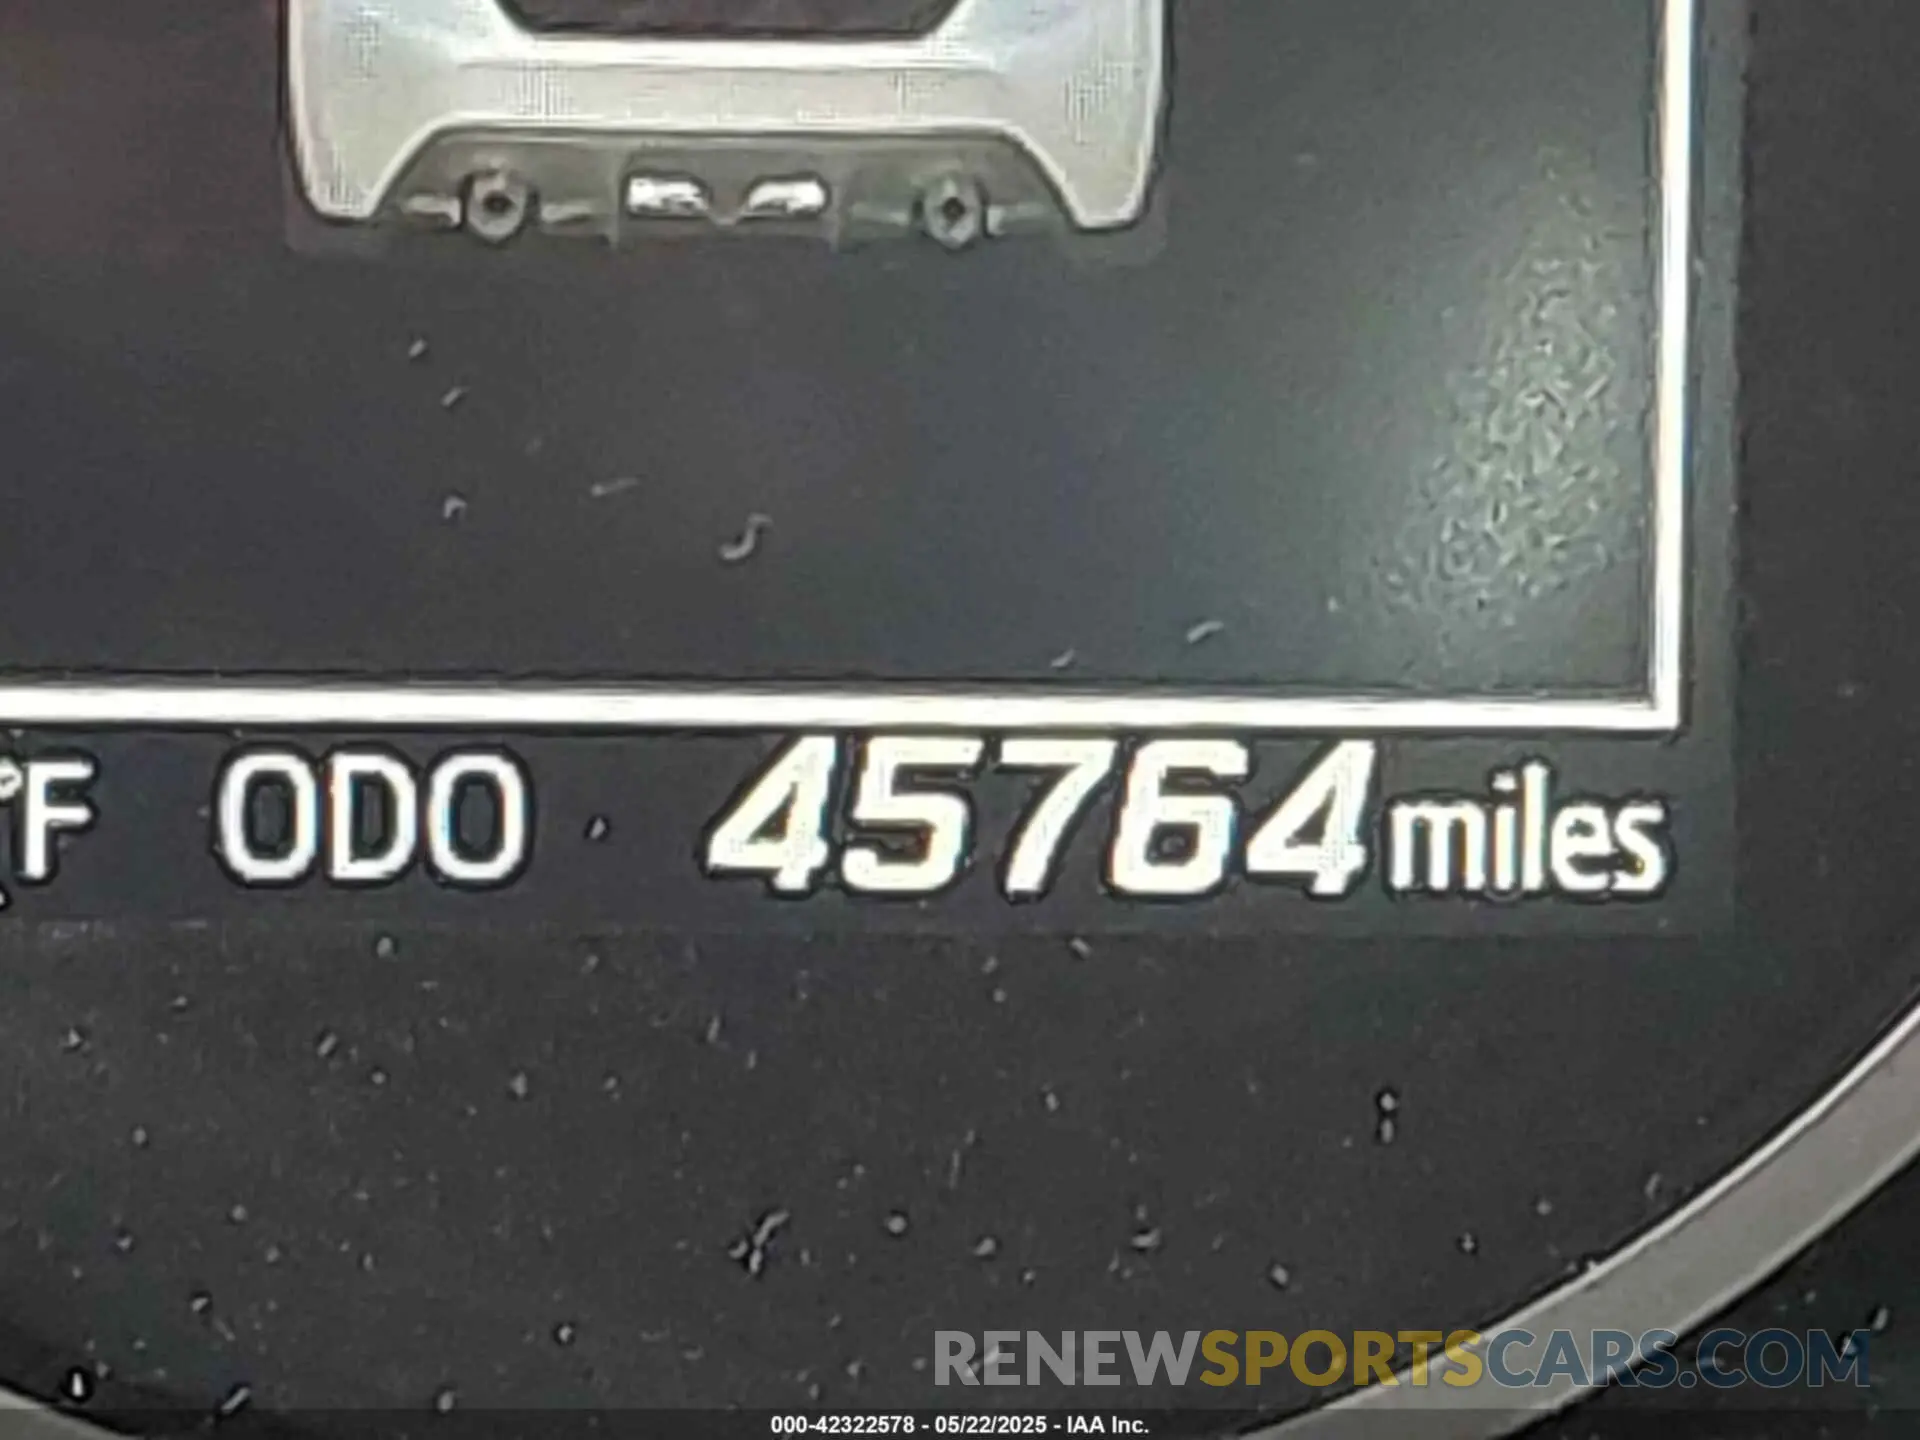 °F ODO 45764 miles
RENEWSPORTSCARS.COM
000-42322578 - 05/22/2025 - IAA Inc.